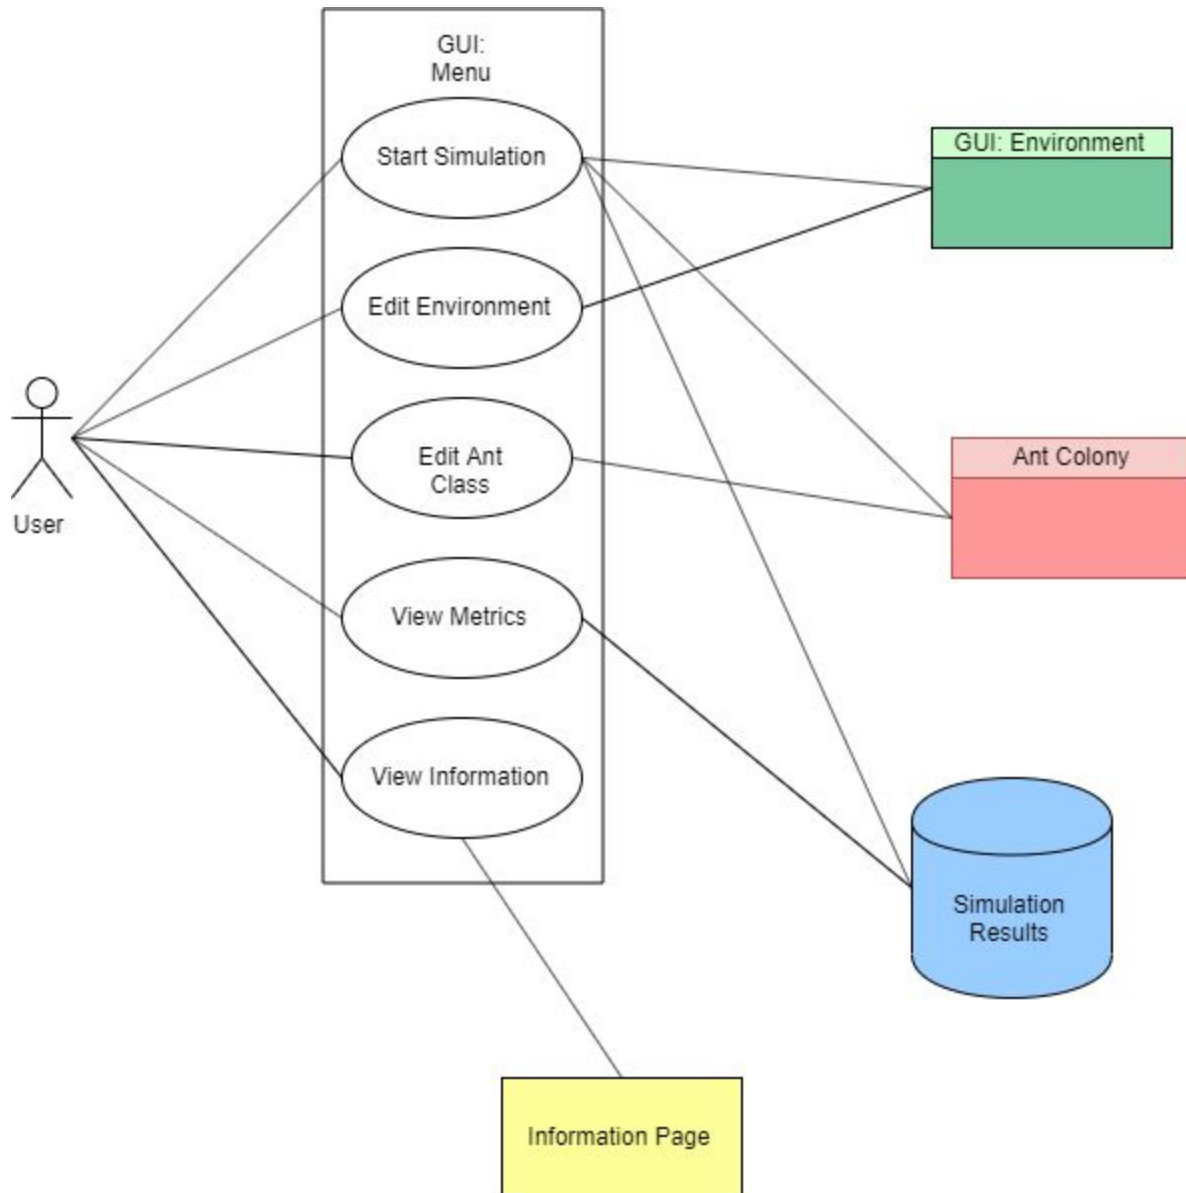 GUI:
Menu
Start Simulation
GUI: Environment
Edit Environment
Edit Ant
Class
Ant Colony
User
View Metrics
View Information
Simulation
Results
Information Page